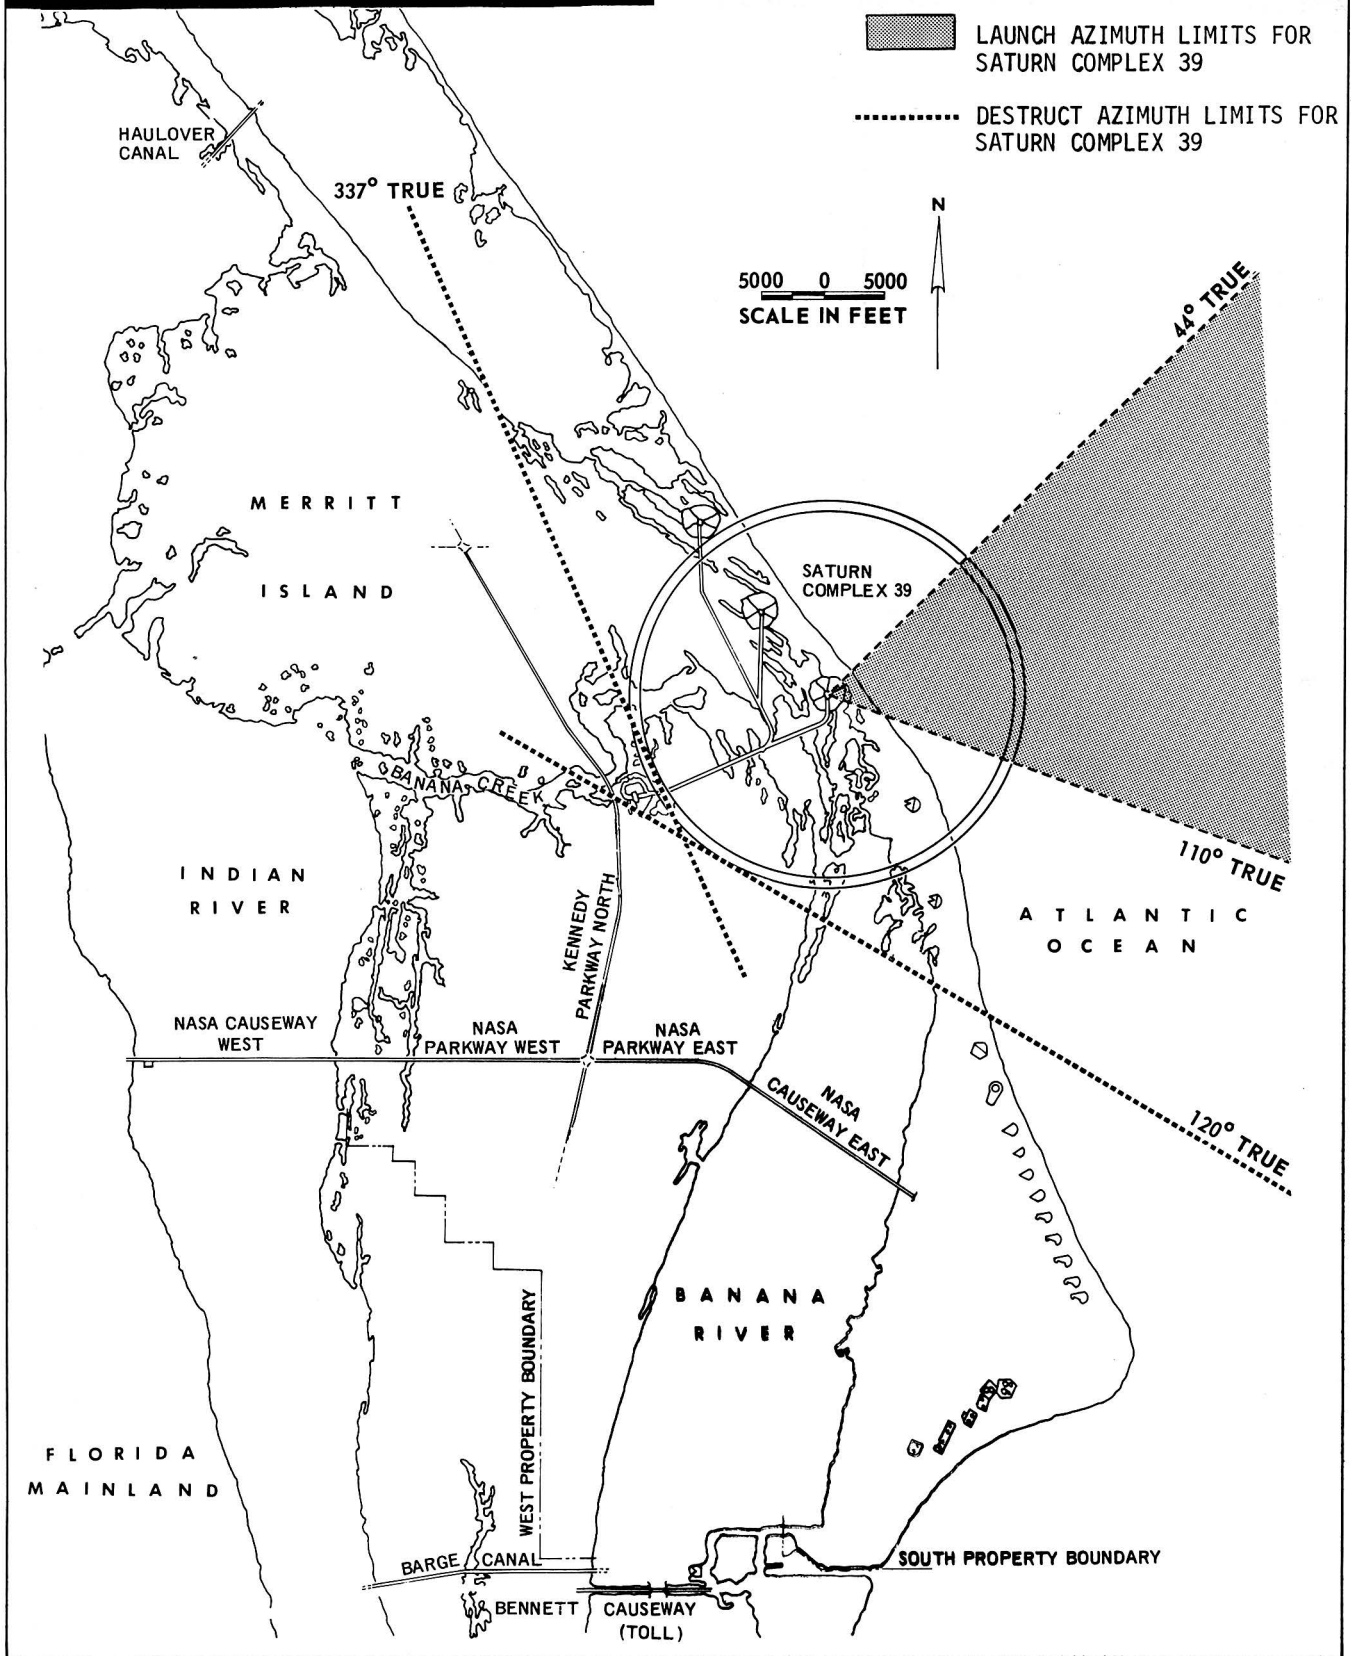 LAUNCH AZIMUTH LIMITS FOR
SATURN COMPLEX 39
DESTRUCT AZIMUTH LIMITS FOR
SATURN COMPLEX 39
HAULOVER
CANAL
337° TRUE
N
5000 0 5000
SCALE IN FEET
44° TRUE
MERRITT
ISLAND
SATURN
COMPLEX 39
BANANA CREEK
110° TRUE
INDIAN
RIVER
KENNEDY
PARKWAY NORTH
ATLANTIC
OCEAN
NASA CAUSEWAY
WEST
NASA
PARKWAY WEST
NASA
PARKWAY EAST
NASA
CAUSEWAY EAST
120° TRUE
BANANA
RIVER
WEST PROPERTY BOUNDARY
FLORIDA
MAINLAND
BARGE CANAL
SOUTH PROPERTY BOUNDARY
BENNETT CAUSEWAY
(TOLL)